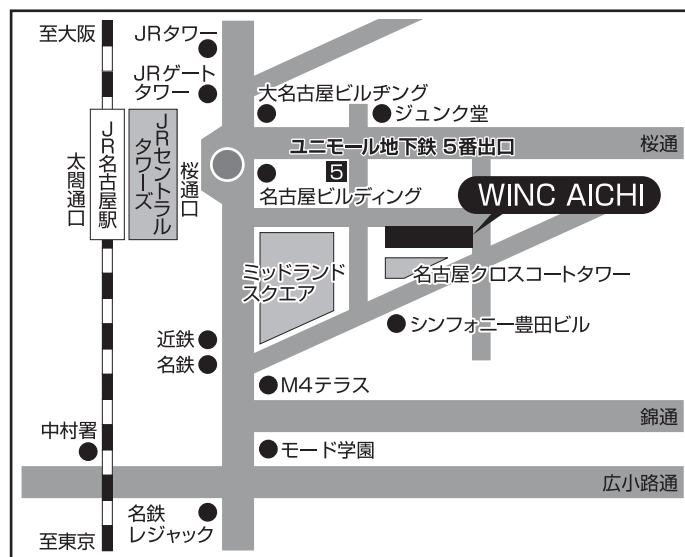 至大阪
JRタワー
JRゲート
タワー
大名古屋ビルヂング
ジュンク堂
ユニモール地下鉄 5番出口
桜通
JR名古屋駅
JRセントラル
タワーズ
太閤通口
桜通口
5
名古屋ビルディング
WINC AICHI
ミッドランド
スクエア
名古屋クロスコートタワー
近鉄
名鉄
シンフォニー豊田ビル
M4テラス
錦通
中村署
モード学園
広小路通
名鉄
レジャック
至東京